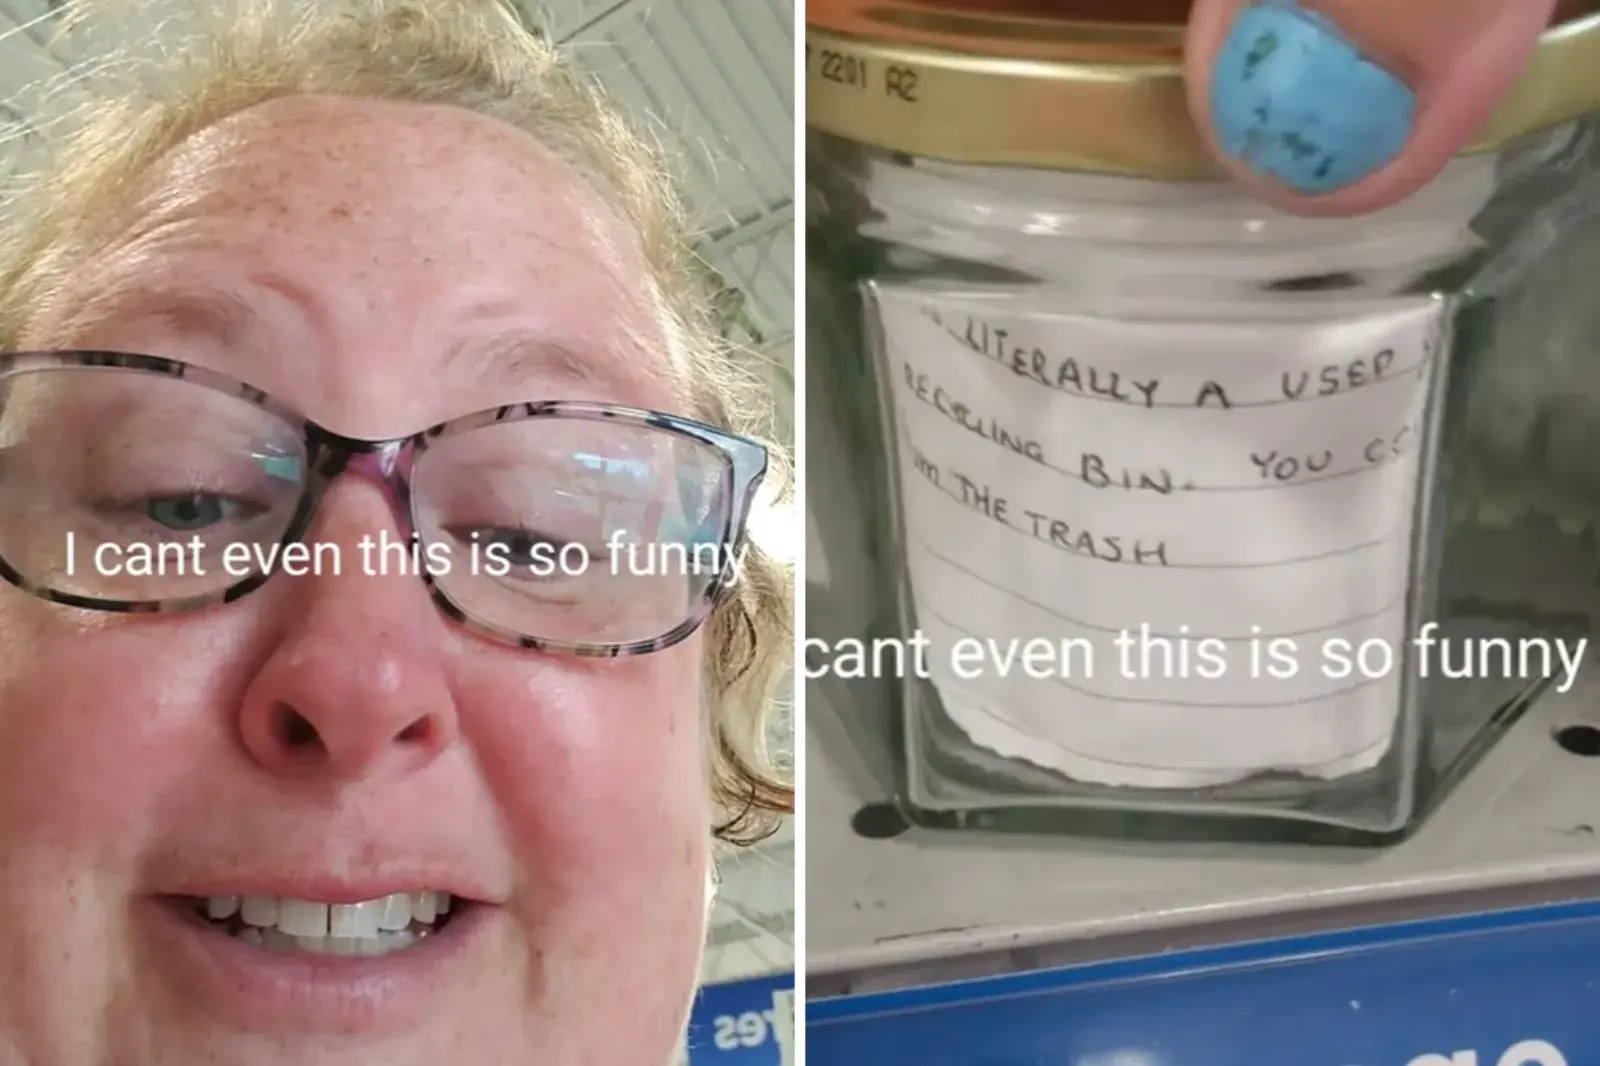 I cant even this is so funny
2201 A2
LITERALLY A USED
RECYCLING BIN. YOU
THE TRASH
cant even this is so funny